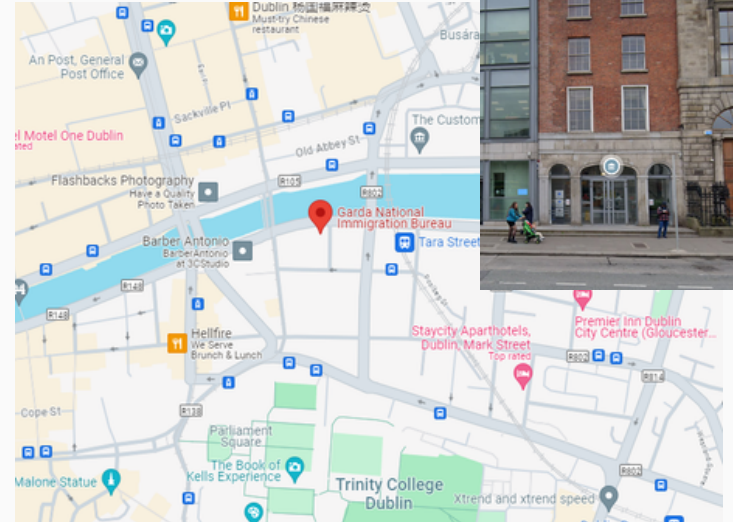 Dublin 杨国福麻辣烫
Must-try Chinese
restaurant
Busára
An Post, General
Post Office
Sackville Pl
The Custom
el Motel One Dublin
ated
Old Abbey St
Flashbacks Photography
Have a Quality
Photo Taken
R105
R802
Garda National
Immigration Bureau
Tara Street
Barber Antonio
BarberAntonio
at 3CStudio
R148
R148
Hellfire
We Serve
Brunch & Lunch
Staycity Aparthotels,
Dublin, Mark Street
Top rated
Premier Inn Dublin
City Centre (Gloucester...
R802
R814
R138
Cope St
Parliament
Square
The Book of
Kells Experience
Malone Statue
Trinity College
Dublin
R802
Xtrend and xtrend speed